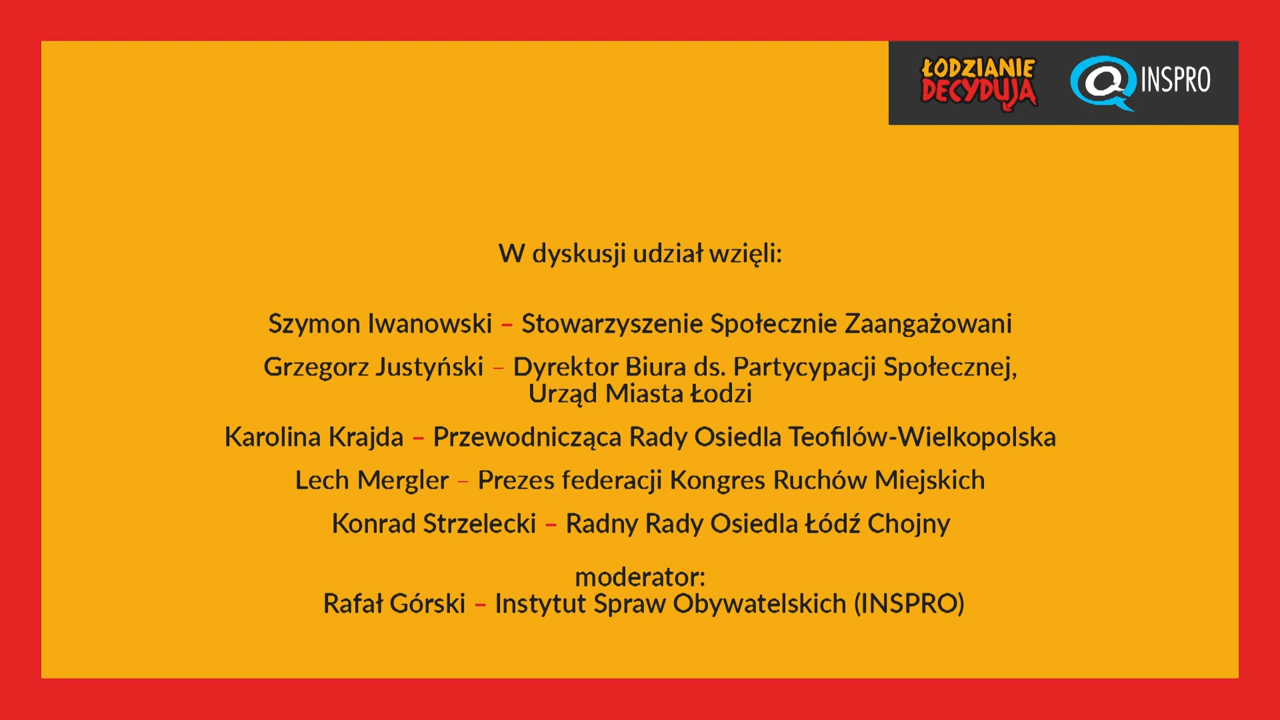 ŁODZIANIE
DECYDUJĄ
INSPRO
W dyskusji udział wzięli:
Szymon Iwanowski – Stowarzyszenie Społecznie Zaangażowani
Grzegorz Justyński – Dyrektor Biura ds. Partycypacji Społecznej,
Urząd Miasta Łodzi
Karolina Krajda – Przewodnicząca Rady Osiedla Teofilów-Wielkopolska
Lech Mergler – Prezes federacji Kongres Ruchów Miejskich
Konrad Strzelecki – Radny Rady Osiedla Łódź Chojny
moderator:
Rafał Górski – Instytut Spraw Obywatelskich (INSPRO)